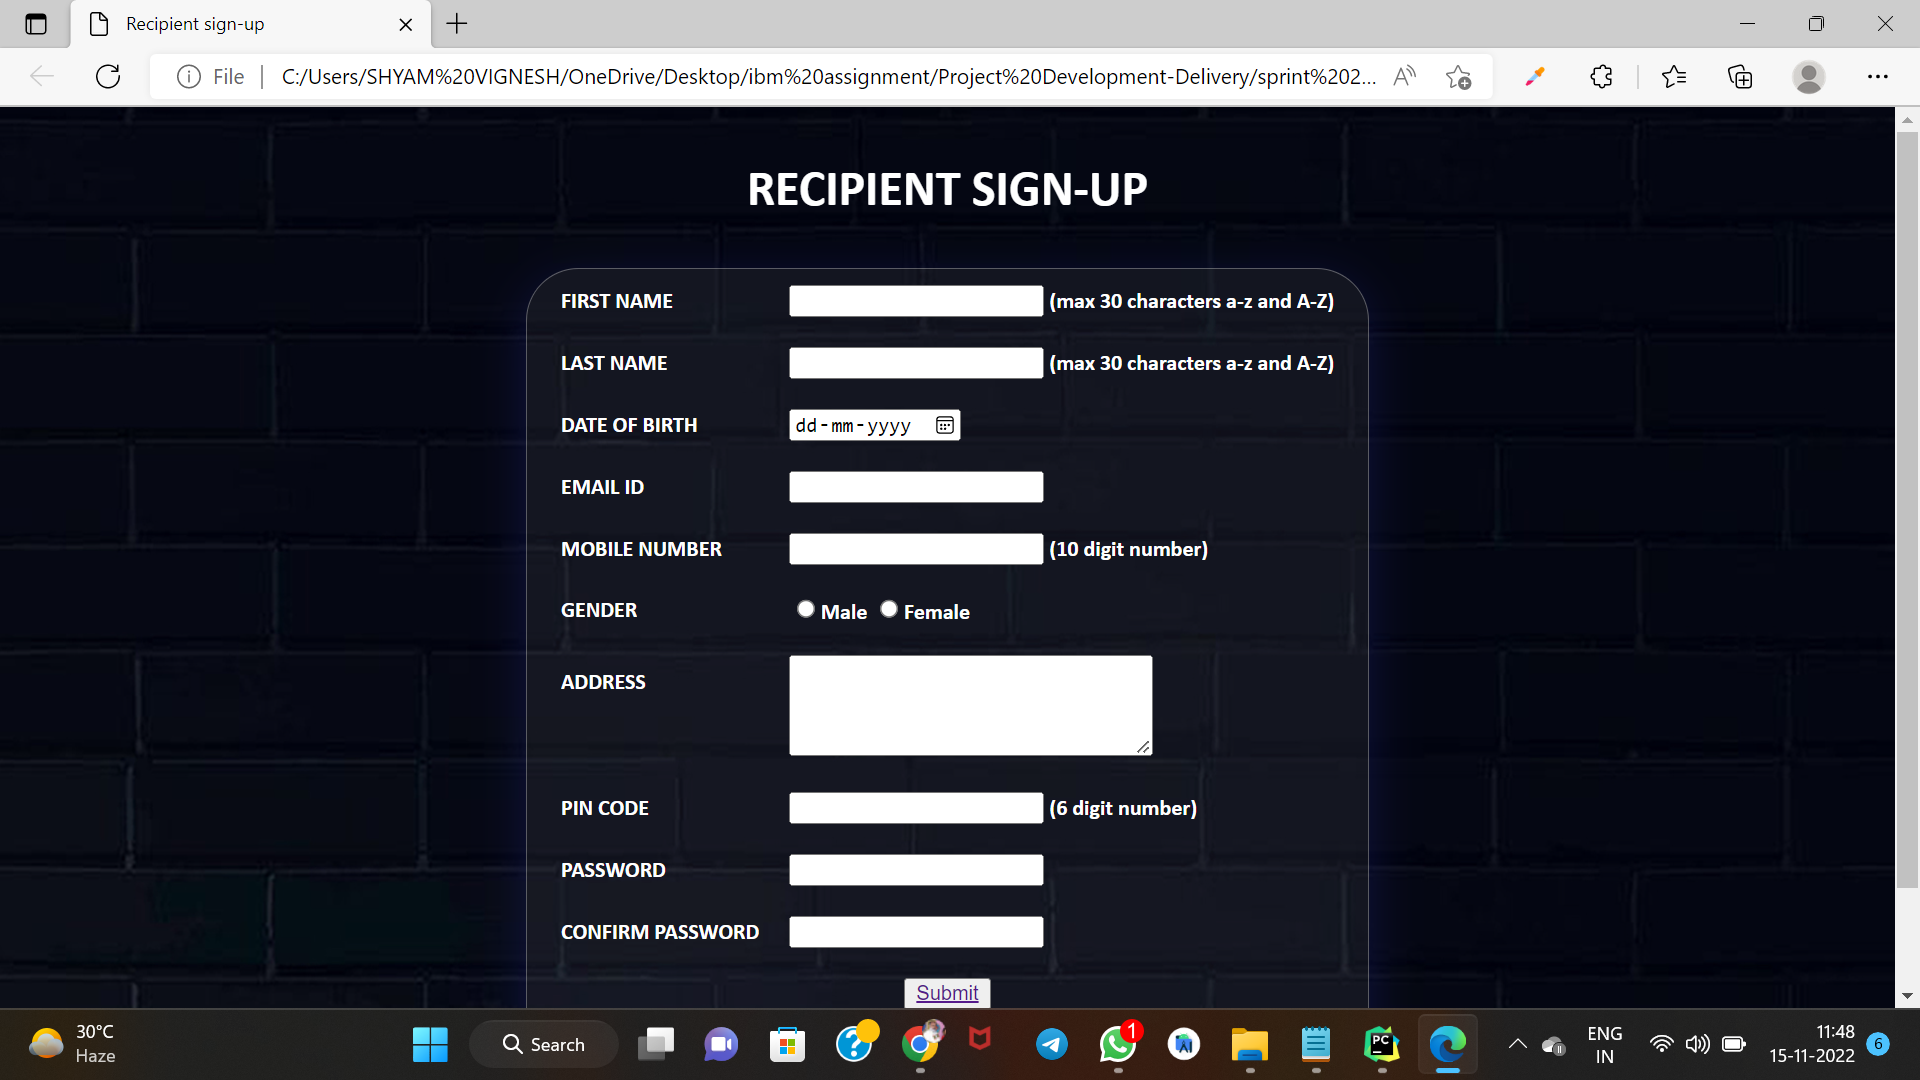 Recipient sign-up
File
C:/Users/SHYAM%20VIGNESH/OneDrive/Desktop/ibm%20assignment/Project%20Development-Delivery/sprint%202...
RECIPIENT SIGN-UP
FIRST NAME (max 30 characters a-z and A-Z)
LAST NAME (max 30 characters a-z and A-Z)
DATE OF BIRTH dd-mm-yyyy
EMAIL ID
MOBILE NUMBER (10 digit number)
GENDER Male Female
ADDRESS
PIN CODE (6 digit number)
PASSWORD
CONFIRM PASSWORD
Submit
30°C
Haze
Search
1
PC
ENG
IN
11:48
15-11-2022
6